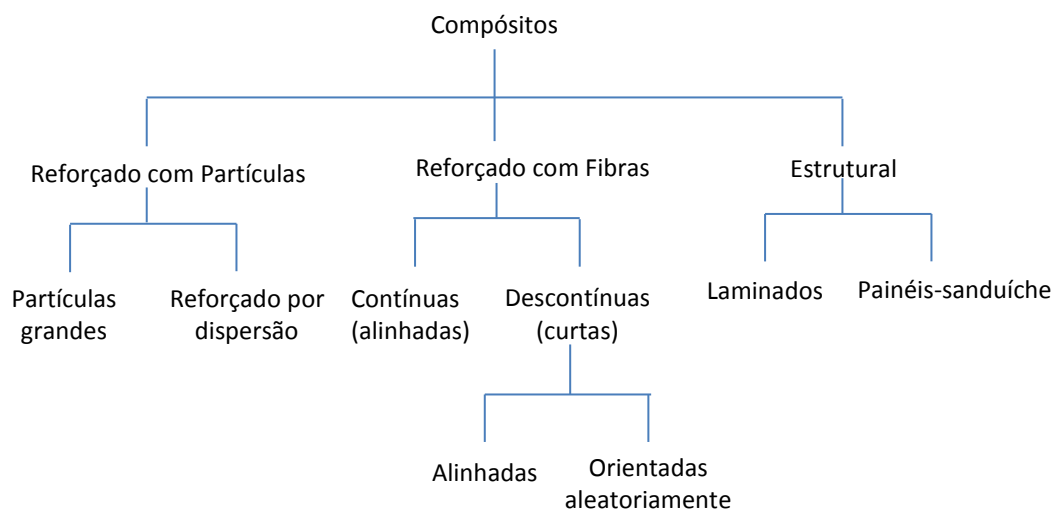 Compósitos
Reforçado com Partículas
Reforçado com Fibras
Estrutural
Partículas
grandes
Reforçado por
dispersão
Contínuas
(alinhadas)
Descontínuas
(curtas)
Laminados
Painéis-sanduíche
Alinhadas
Orientadas
aleatoriamente